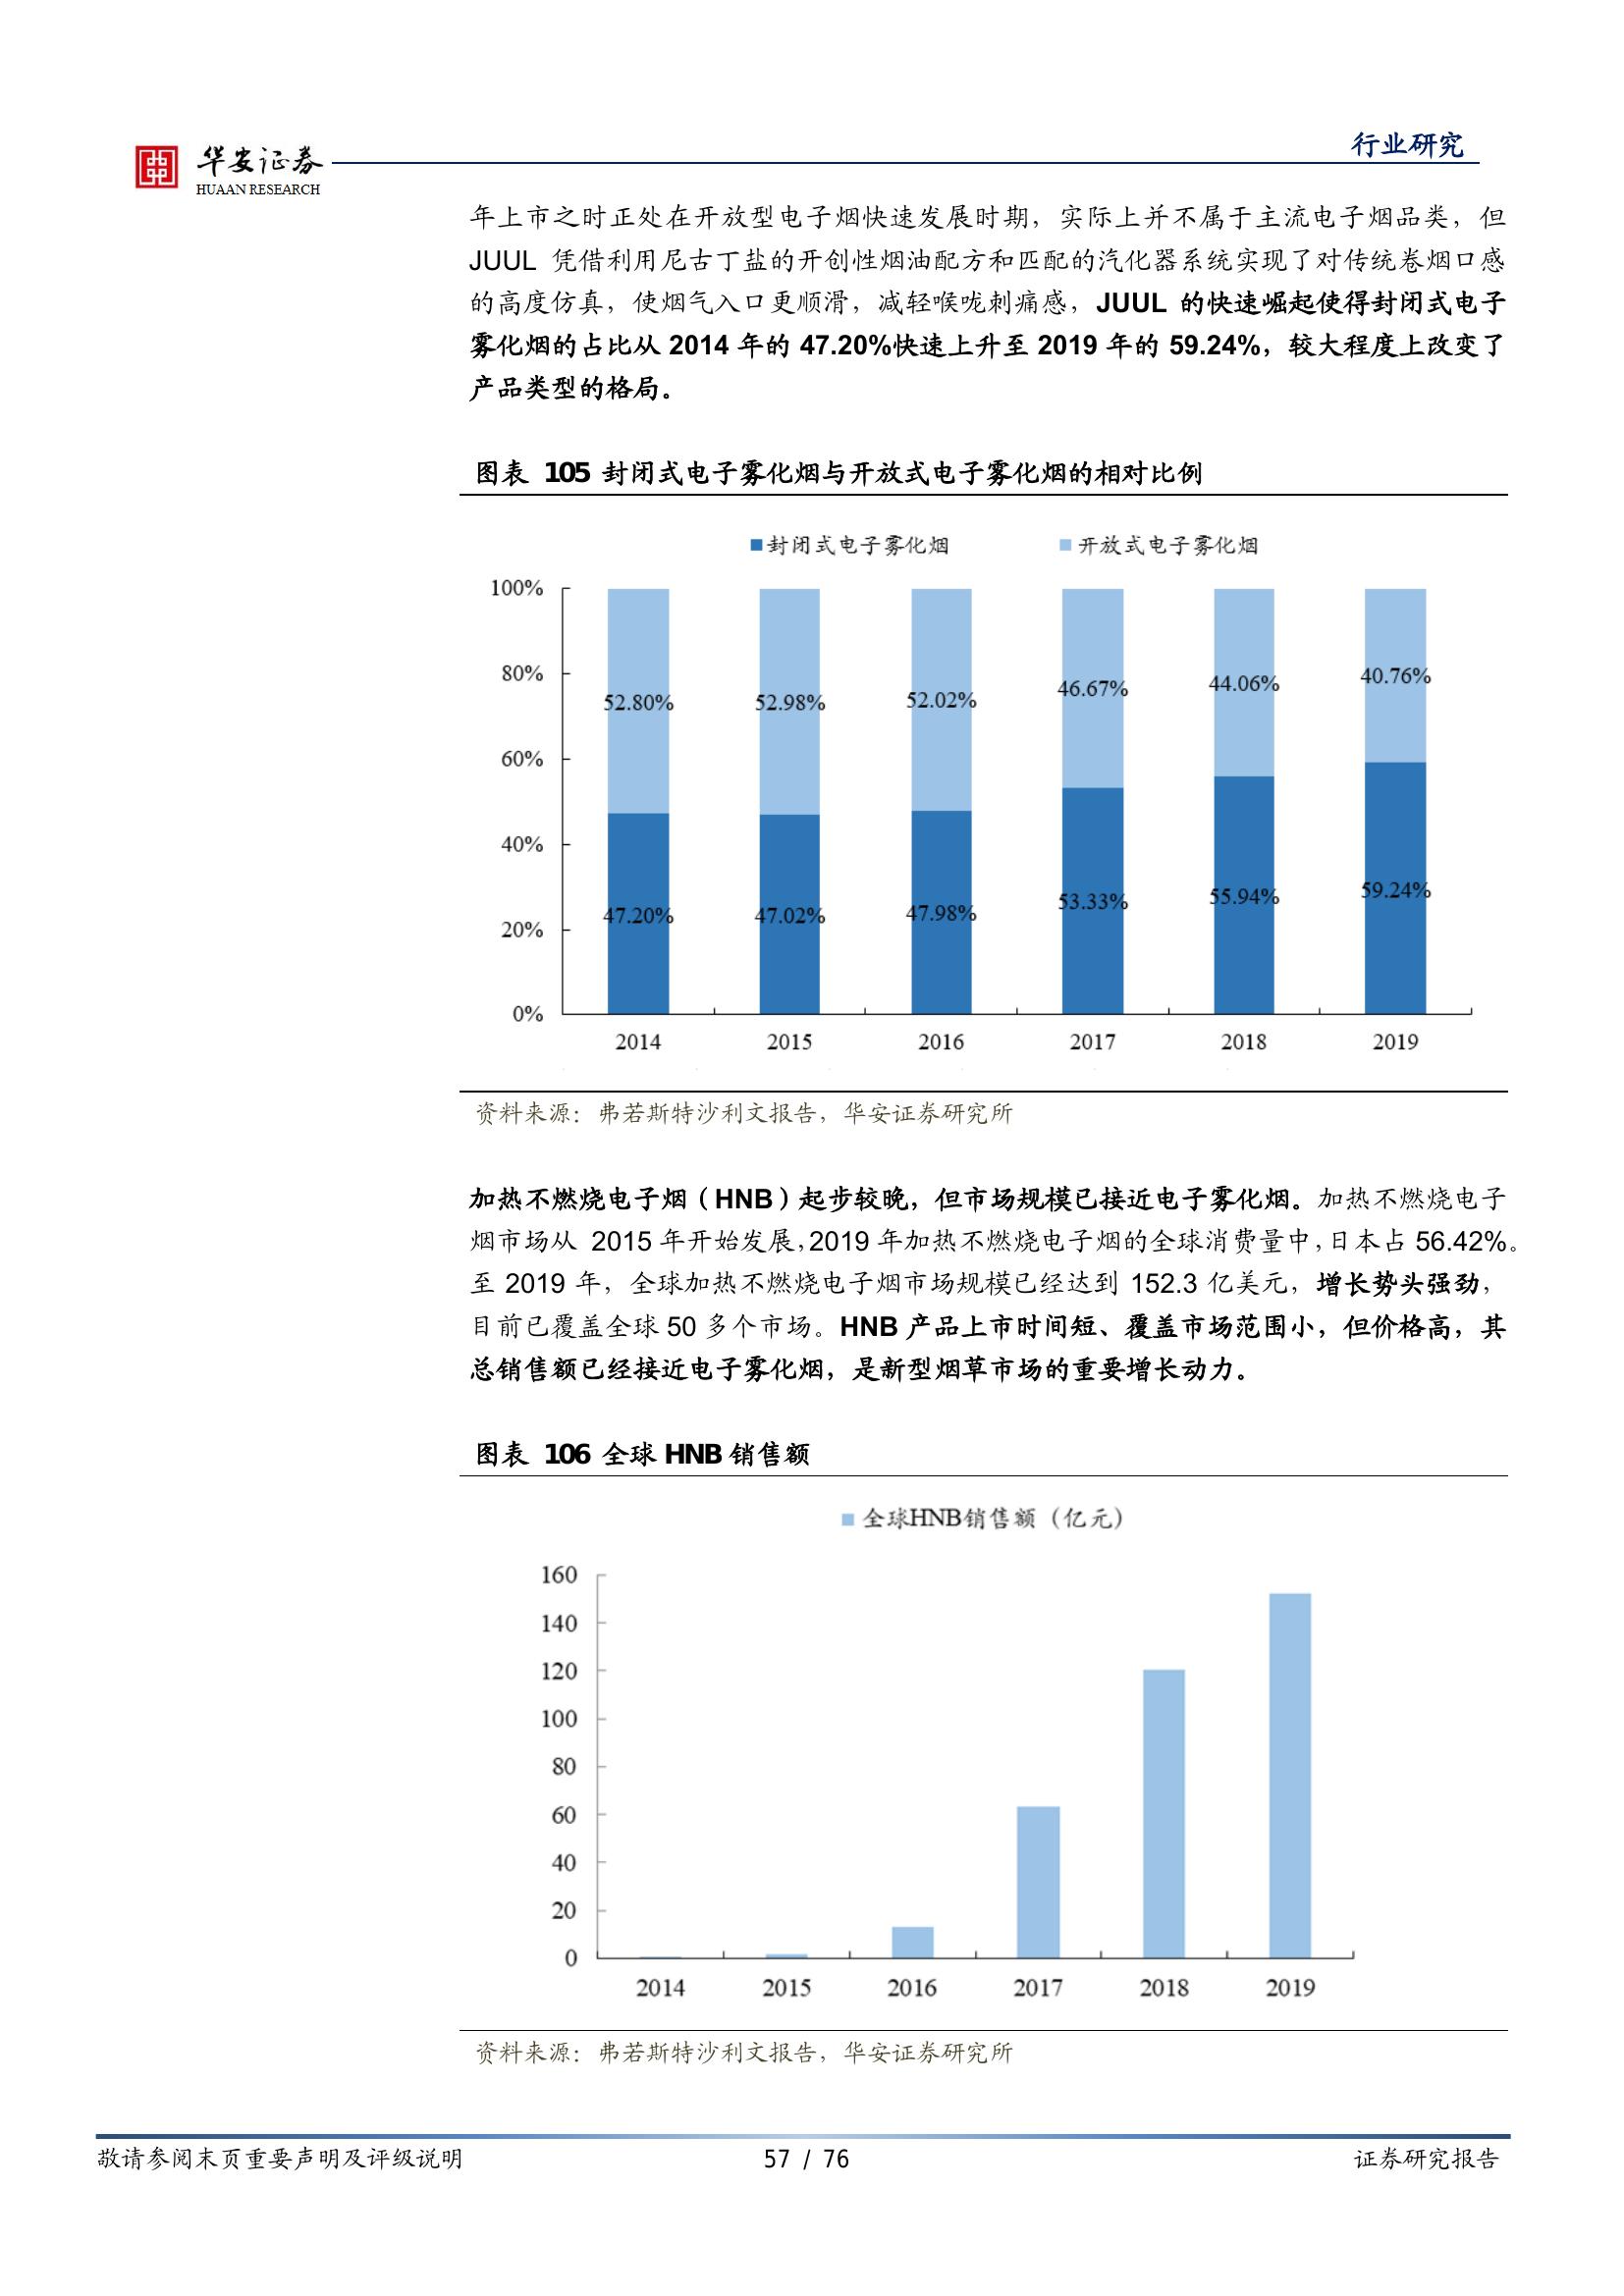 华安证券
HUAAN RESEARCH
行业研究
年上市之时正处在开放型电子烟快速发展时期，实际上并不属于主流电子烟品类，但
JUUL 凭借利用尼古丁盐的开创性烟油配方和匹配的汽化器系统实现了对传统卷烟口感
的高度仿真，使烟气入口更顺滑，减轻喉咙刺痛感，JUUL 的快速崛起使得封闭式电子
雾化烟的占比从 2014 年的 47.20%快速上升至 2019 年的 59.24%，较大程度上改变了
产品类型的格局。
图表 105 封闭式电子雾化烟与开放式电子雾化烟的相对比例
封闭式电子雾化烟 开放式电子雾化烟
100%
80%
60%
40%
20%
0%
52.80% 52.98% 52.02% 46.67% 44.06% 40.76%
47.20% 47.02% 47.98% 53.33% 55.94% 59.24%
2014 2015 2016 2017 2018 2019
资料来源：弗若斯特沙利文报告，华安证券研究所
加热不燃烧电子烟（HNB）起步较晚，但市场规模已接近电子雾化烟。加热不燃烧电子
烟市场从 2015 年开始发展，2019 年加热不燃烧电子烟的全球消费量中，日本占 56.42%。
至 2019 年，全球加热不燃烧电子烟市场规模已经达到 152.3 亿美元，增长势头强劲，
目前已覆盖全球 50 多个市场。HNB 产品上市时间短、覆盖市场范围小，但价格高，其
总销售额已经接近电子雾化烟，是新型烟草市场的重要增长动力。
图表 106 全球 HNB 销售额
全球HNB销售额（亿元）
160
140
120
100
80
60
40
20
0
2014 2015 2016 2017 2018 2019
资料来源：弗若斯特沙利文报告，华安证券研究所
敬请参阅末页重要声明及评级说明 57 / 76 证券研究报告